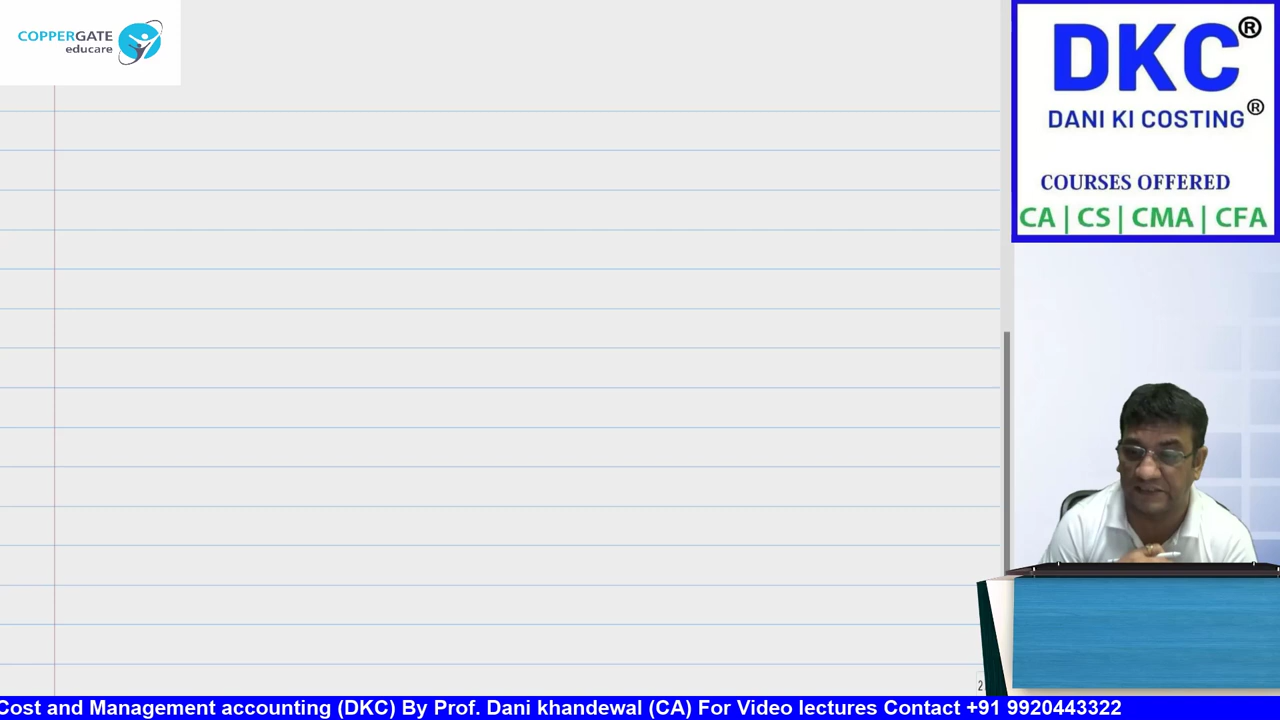 COPPERGATE
educare
DKC®
DANI KI COSTING®
COURSES OFFERED
CA | CS | CMA | CFA
2
Cost and Management accounting (DKC) By Prof. Dani khandewal (CA) For Video lectures Contact +91 9920443322